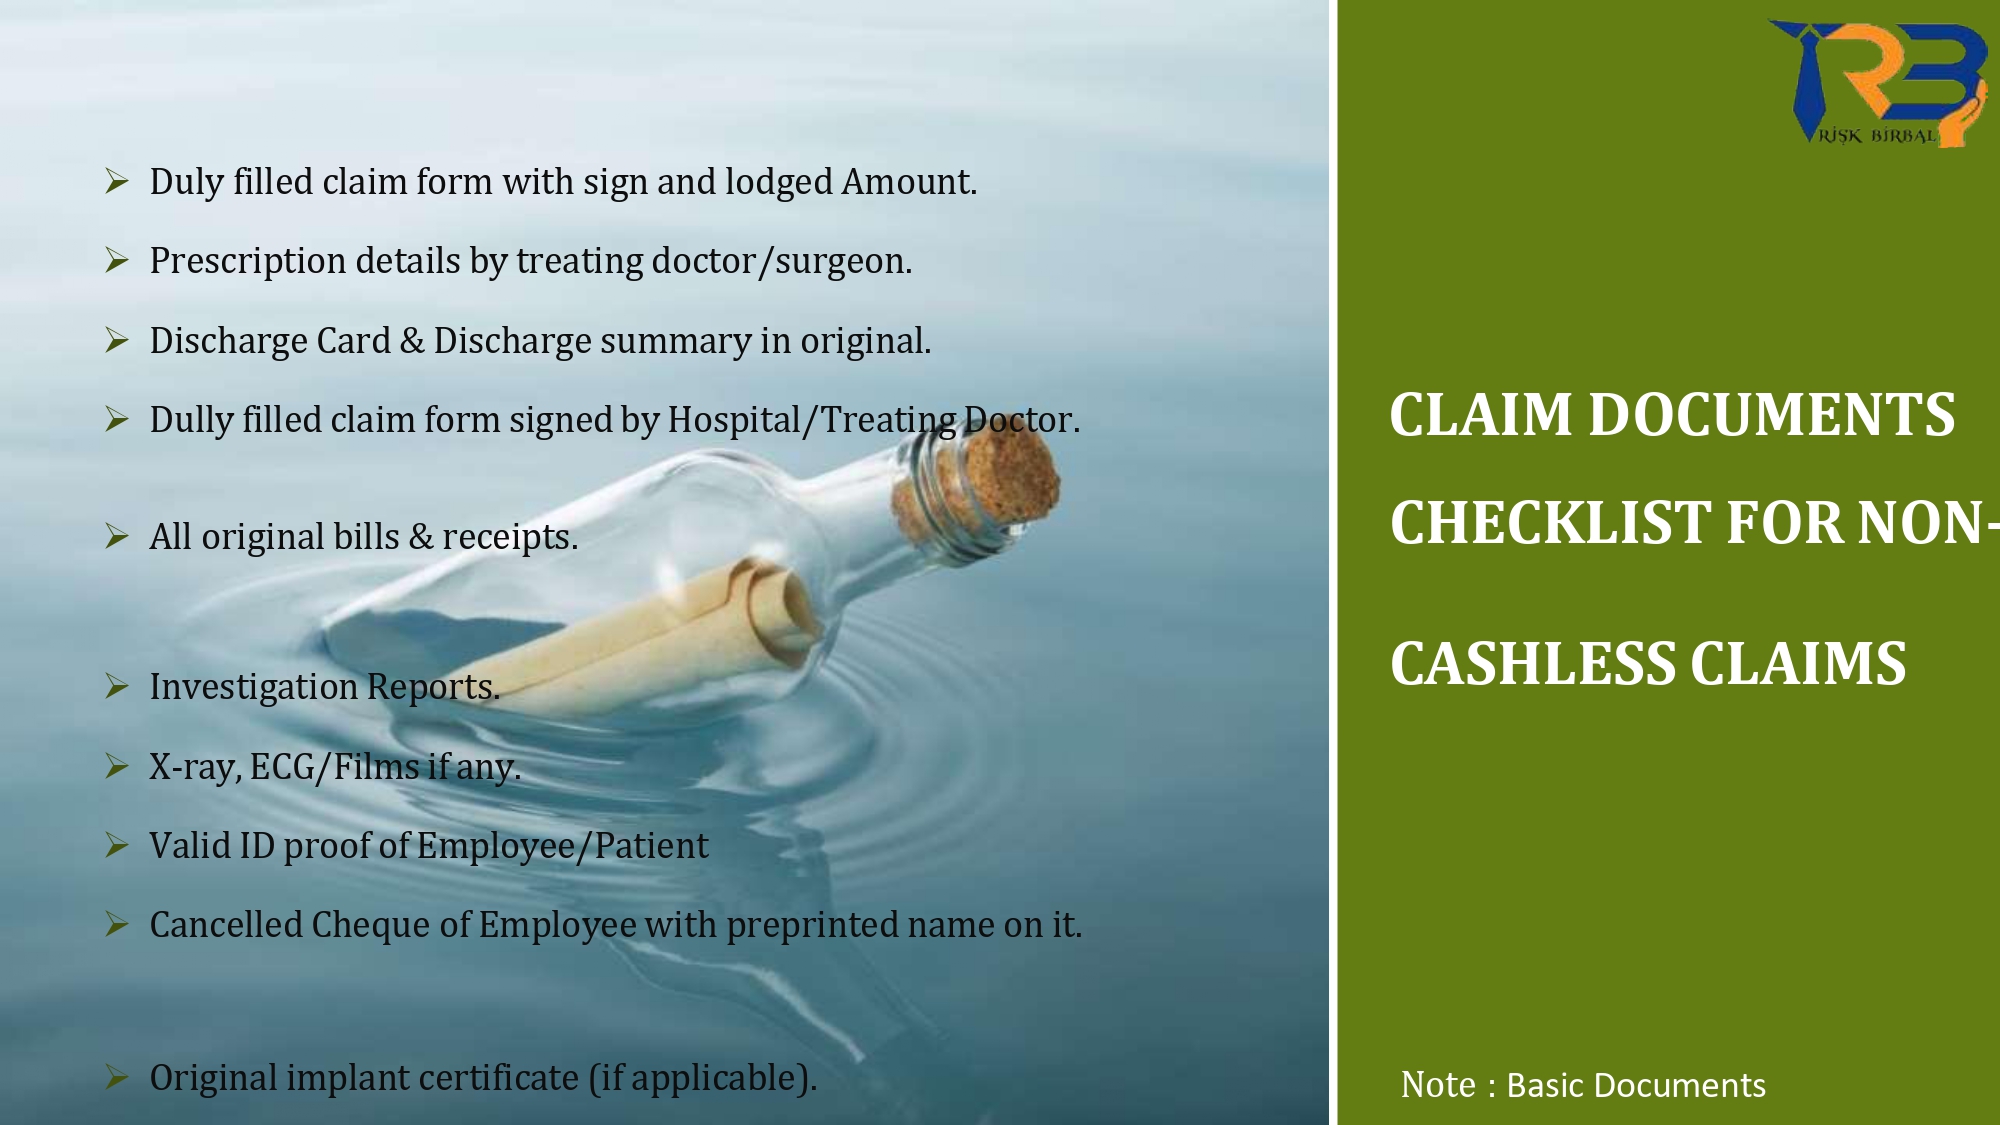 RISK BIRBAL
➢ Duly filled claim form with sign and lodged Amount.
➢ Prescription details by treating doctor/surgeon.
➢ Discharge Card & Discharge summary in original.
➢ Dully filled claim form signed by Hospital/Treating Doctor.
➢ All original bills & receipts.
➢ Investigation Reports.
➢ X-ray, ECG/Films if any.
➢ Valid ID proof of Employee/Patient
➢ Cancelled Cheque of Employee with preprinted name on it.
➢ Original implant certificate (if applicable).
CLAIM DOCUMENTS
CHECKLIST FOR NON-
CASHLESS CLAIMS
Note : Basic Documents